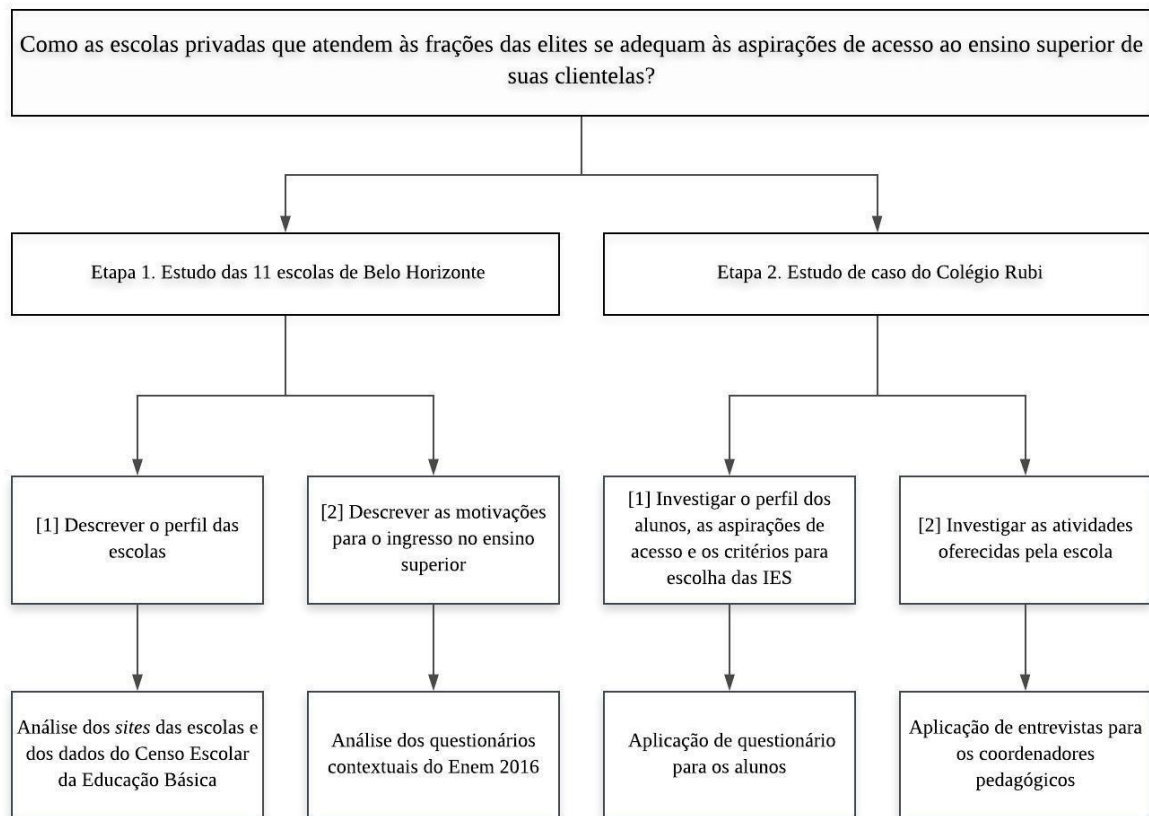 Como as escolas privadas que atendem às frações das elites se adequam às aspirações de acesso ao ensino superior de
suas clientelas?
Etapa 1. Estudo das 11 escolas de Belo Horizonte
Etapa 2. Estudo de caso do Colégio Rubi
[1] Descrever o perfil das
escolas
[2] Descrever as motivações
para o ingresso no ensino
superior
[1] Investigar o perfil dos
alunos, as aspirações de
acesso e os critérios para
escolha das IES
[2] Investigar as atividades
oferecidas pela escola
Análise dos sites das escolas e
dos dados do Censo Escolar
da Educação Básica
Análise dos questionários
contextuais do Enem 2016
Aplicação de questionário
para os alunos
Aplicação de entrevistas para
os coordenadores
pedagógicos